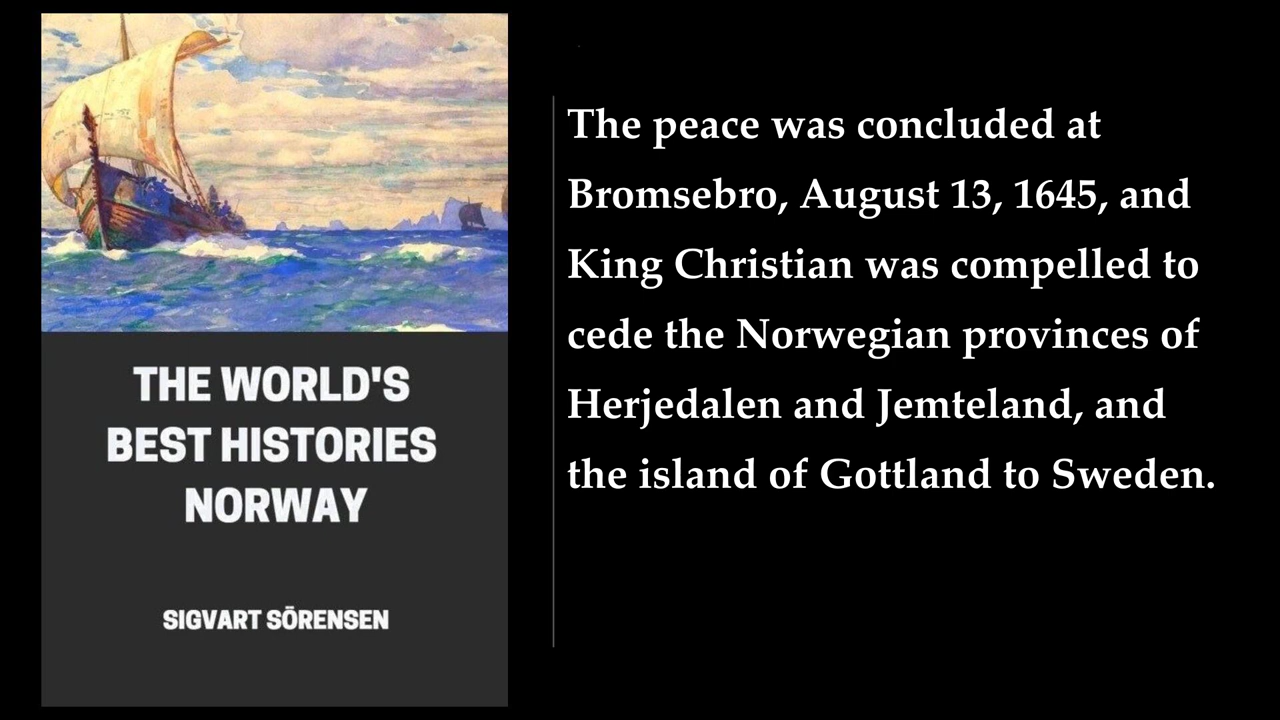 THE WORLD'S
BEST HISTORIES
NORWAY
SIGVART SÖRENSEN
The peace was concluded at
Bromsebro, August 13, 1645, and
King Christian was compelled to
cede the Norwegian provinces of
Herjedalen and Jemteland, and
the island of Gottland to Sweden.